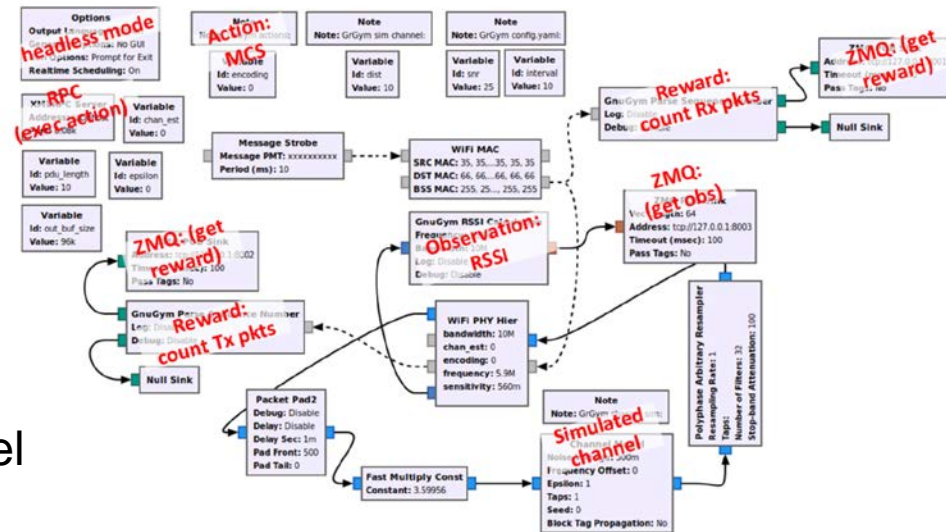 Options
Output Langu
No GUI
Options: Prompt for Exit
Realtime Scheduling: On
headless mode
Note
Action:
MCS
Variable
Id: encoding
Value: 0
Note
Note: GrGym sim channel:
Variable
Id: dist
Value: 10
Note
Note: GrGym config.yaml:
Variable
Id: snr
Value: 25
Variable
Id: interval
Value: 10
ZMQ: (get
reward)
Timeout
Pass Tags: No
Null Sink
RPC
(exec action)
Variable
Id: chan_est
Value: 0
Variable
Id: pdu_length
Value: 10
Variable
Id: epsilon
Value: 0
Variable
Id: out_buf_size
Value: 96k
Message Strobe
Message PMT: xxxxxxxxxx
Period (ms): 10
WiFi MAC
SRC MAC: 35, 35,...35, 35, 35
DST MAC: 66, 66,...66, 66, 66
BSS MAC: 255, 25..., 255, 255
GnuGym Parse
Log:
Debug:
Reward:
count Rx pkts
GnuGym RSSI
Observation:
RSSI
Log: Disable
Debug: Disable
ZMQ:
(get obs)
64
Address: tcp://127.0.0.1:8003
Timeout (msec): 100
Pass Tags: No
ZMQ: (get
reward)
Sink
100
Pass Tags: No
GnuGym Parse
Number
Reward:
count Tx pkts
Null Sink
WiFi PHY Hier
bandwidth: 10M
chan_est: 0
encoding: 0
frequency: 5.9M
sensitivity: 560m
Packet Pad2
Debug: Disable
Delay: Disable
Delay Sec: 1m
Pad Front: 500
Pad Tail: 0
Fast Multiply Const
Constant: 3.59956
Note
Note: GrGym
Simulated
channel
Frequency Offset: 0
Epsilon: 1
Taps: 1
Seed: 0
Block Tag Propagation: No
Polyphase Arbitrary Resampler
Resampling Rate: 1
Taps:
Number of Filters: 32
Stop-band Attenuation: 100
el